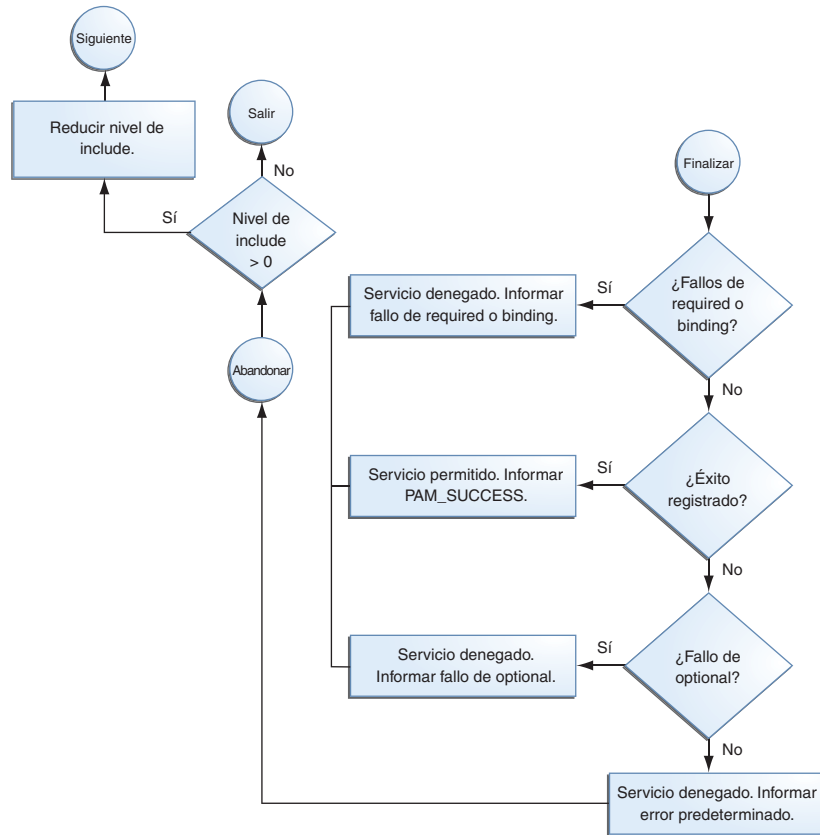 Siguiente
Reducir nivel de
include.
Salir
No
Sí
Nivel de
include
> 0
Abandonar
Finalizar
¿Fallos de
required o
binding?
Sí
Servicio denegado. Informar
fallo de required o binding.
No
¿Éxito
registrado?
Sí
Servicio permitido. Informar
PAM_SUCCESS.
No
¿Fallo de
optional?
Sí
Servicio denegado.
Informar fallo de optional.
No
Servicio denegado. Informar
error predeterminado.